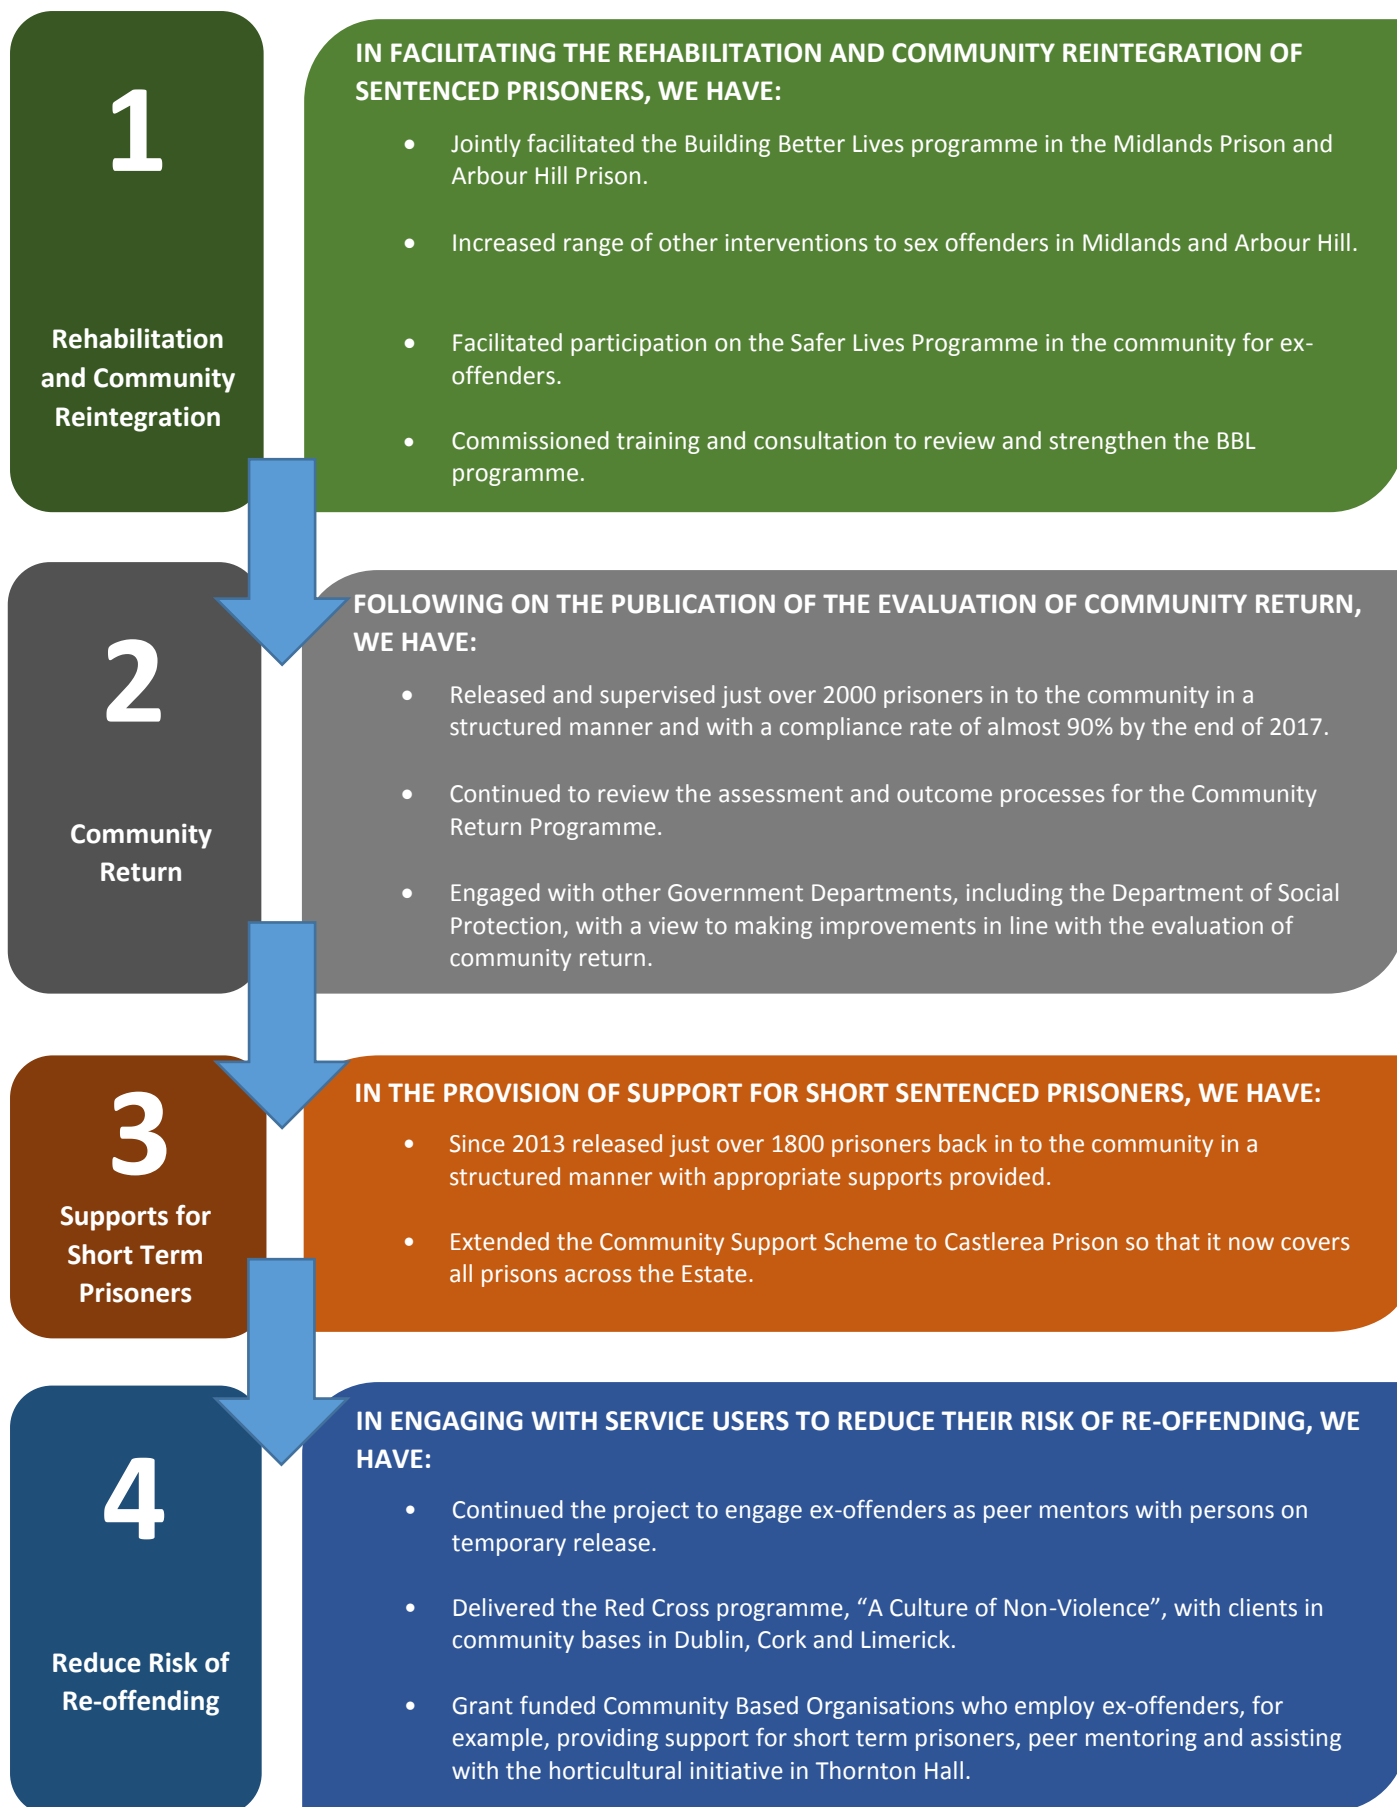 1
Rehabilitation
and Community
Reintegration
IN FACILITATING THE REHABILITATION AND COMMUNITY REINTEGRATION OF
SENTENCED PRISONERS, WE HAVE:
• Jointly facilitated the Building Better Lives programme in the Midlands Prison and
Arbour Hill Prison.
• Increased range of other interventions to sex offenders in Midlands and Arbour Hill.
• Facilitated participation on the Safer Lives Programme in the community for ex-
offenders.
• Commissioned training and consultation to review and strengthen the BBL
programme.
2
Community
Return
FOLLOWING ON THE PUBLICATION OF THE EVALUATION OF COMMUNITY RETURN,
WE HAVE:
• Released and supervised just over 2000 prisoners in to the community in a
structured manner and with a compliance rate of almost 90% by the end of 2017.
• Continued to review the assessment and outcome processes for the Community
Return Programme.
• Engaged with other Government Departments, including the Department of Social
Protection, with a view to making improvements in line with the evaluation of
community return.
3
Supports for
Short Term
Prisoners
IN THE PROVISION OF SUPPORT FOR SHORT SENTENCED PRISONERS, WE HAVE:
• Since 2013 released just over 1800 prisoners back in to the community in a
structured manner with appropriate supports provided.
• Extended the Community Support Scheme to Castlerea Prison so that it now covers
all prisons across the Estate.
4
Reduce Risk of
Re-offending
IN ENGAGING WITH SERVICE USERS TO REDUCE THEIR RISK OF RE-OFFENDING, WE
HAVE:
• Continued the project to engage ex-offenders as peer mentors with persons on
temporary release.
• Delivered the Red Cross programme, “A Culture of Non-Violence”, with clients in
community bases in Dublin, Cork and Limerick.
• Grant funded Community Based Organisations who employ ex-offenders, for
example, providing support for short term prisoners, peer mentoring and assisting
with the horticultural initiative in Thornton Hall.